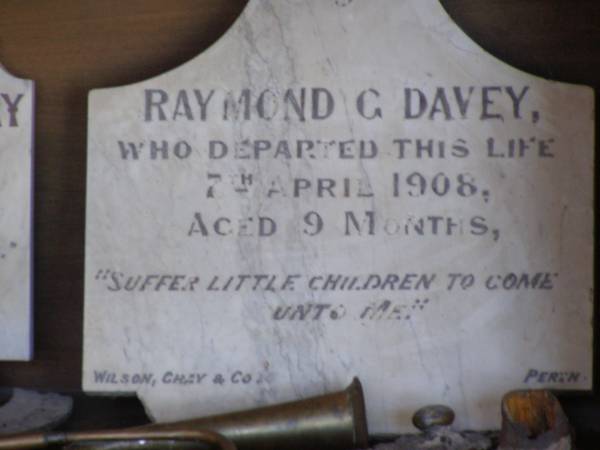 RAYMOND G DAVEY,
WHO DEPARTED THIS LIFE
7TH APRIL 1908,
AGED 9 MONTHS,
"SUFFER LITTLE CHILDREN TO COME
UNTO ME."
WILSON, GRAY & CO
PERTH
Y